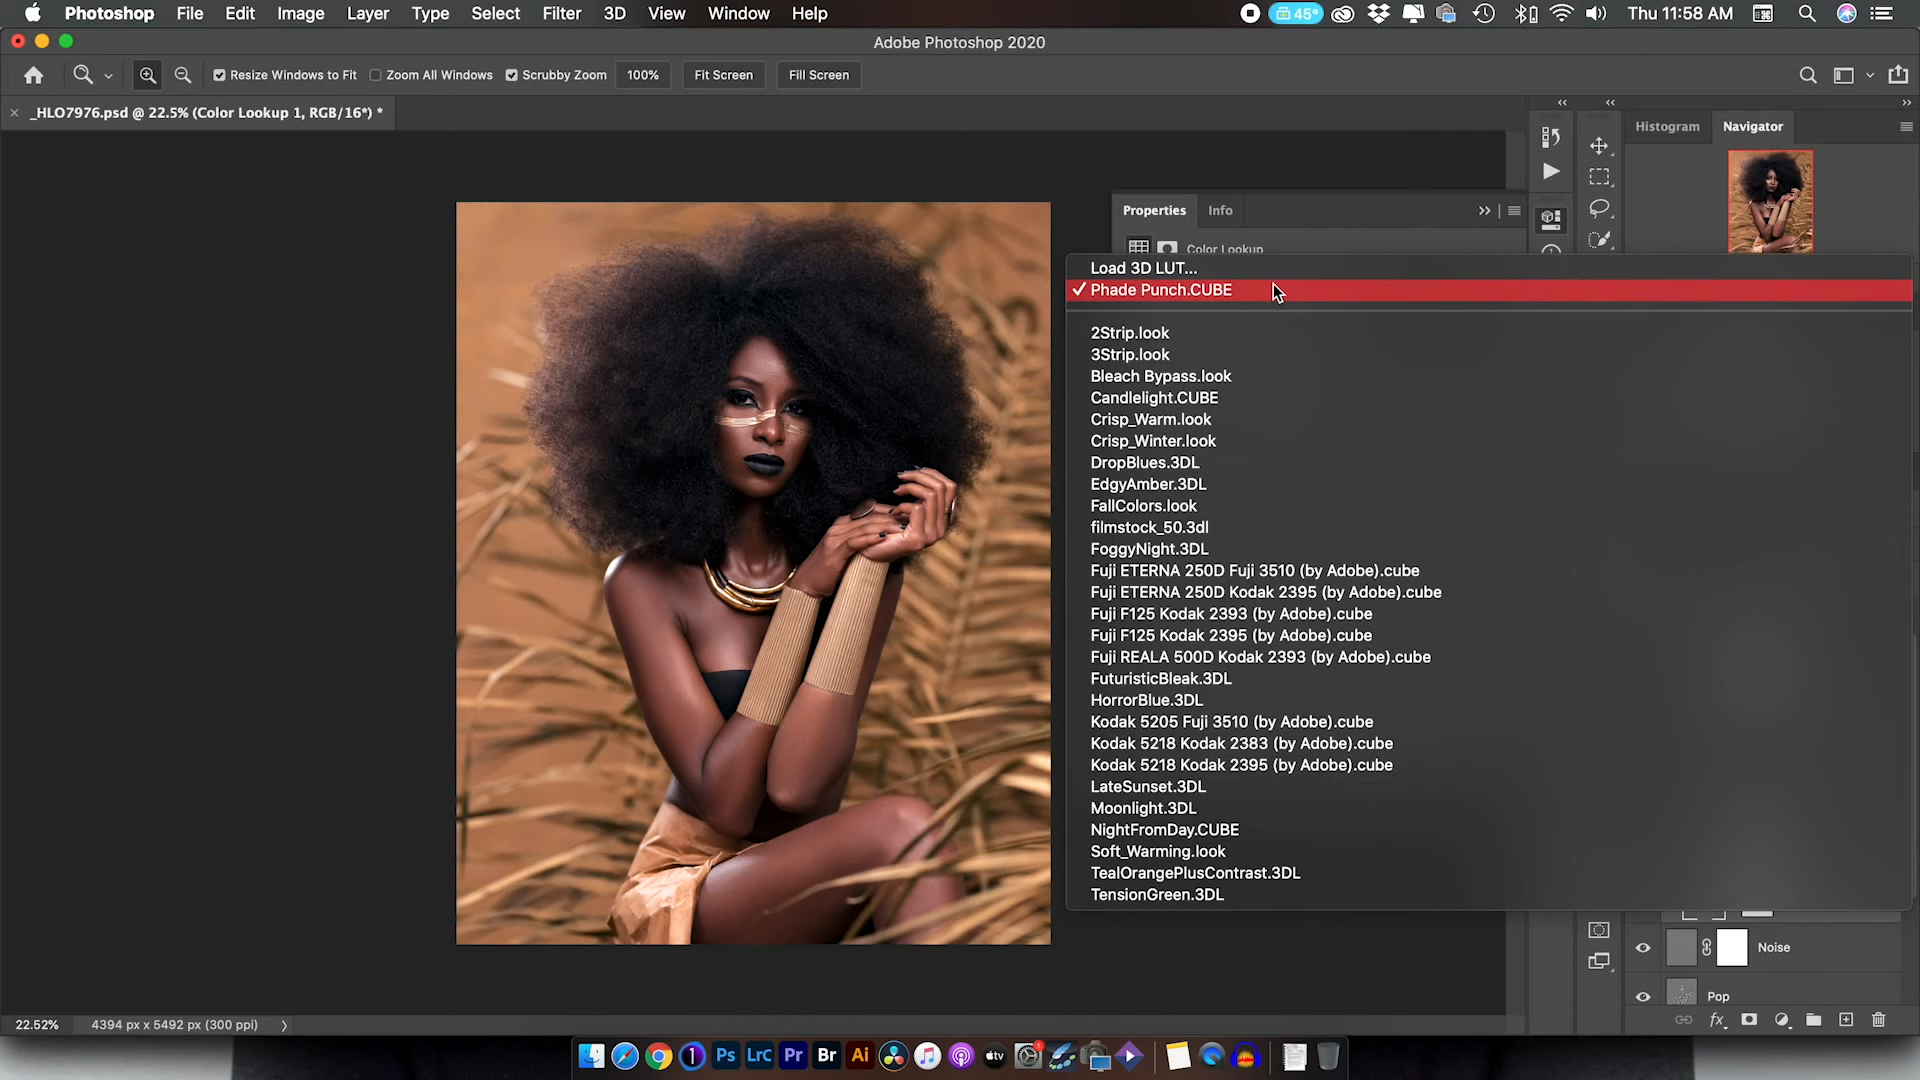 Photoshop File Edit Image Layer Type Select Filter 3D View Window Help
45° Thu 11:58 AM
Adobe Photoshop 2020
Resize Windows to Fit Zoom All Windows Scrubby Zoom 100% Fit Screen Fill Screen
_HLO7976.psd @ 22.5% (Color Lookup 1, RGB/16*) *
Histogram Navigator
Properties Info
Color Lookup
Load 3D LUT...
Phade Punch.CUBE
2Strip.look
3Strip.look
Bleach Bypass.look
Candlelight.CUBE
Crisp_Warm.look
Crisp_Winter.look
DropBlues.3DL
EdgyAmber.3DL
FallColors.look
filmstock_50.3dl
FoggyNight.3DL
Fuji ETERNA 250D Fuji 3510 (by Adobe).cube
Fuji ETERNA 250D Kodak 2395 (by Adobe).cube
Fuji F125 Kodak 2393 (by Adobe).cube
Fuji F125 Kodak 2395 (by Adobe).cube
Fuji REALA 500D Kodak 2393 (by Adobe).cube
FuturisticBleak.3DL
HorrorBlue.3DL
Kodak 5205 Fuji 3510 (by Adobe).cube
Kodak 5218 Kodak 2383 (by Adobe).cube
Kodak 5218 Kodak 2395 (by Adobe).cube
LateSunset.3DL
Moonlight.3DL
NightFromDay.CUBE
Soft_Warming.look
TealOrangePlusContrast.3DL
TensionGreen.3DL
Noise
Pop
fx
22.52% 4394 px x 5492 px (300 ppi)
1 Ps LrC Pr Br Ai tv 1